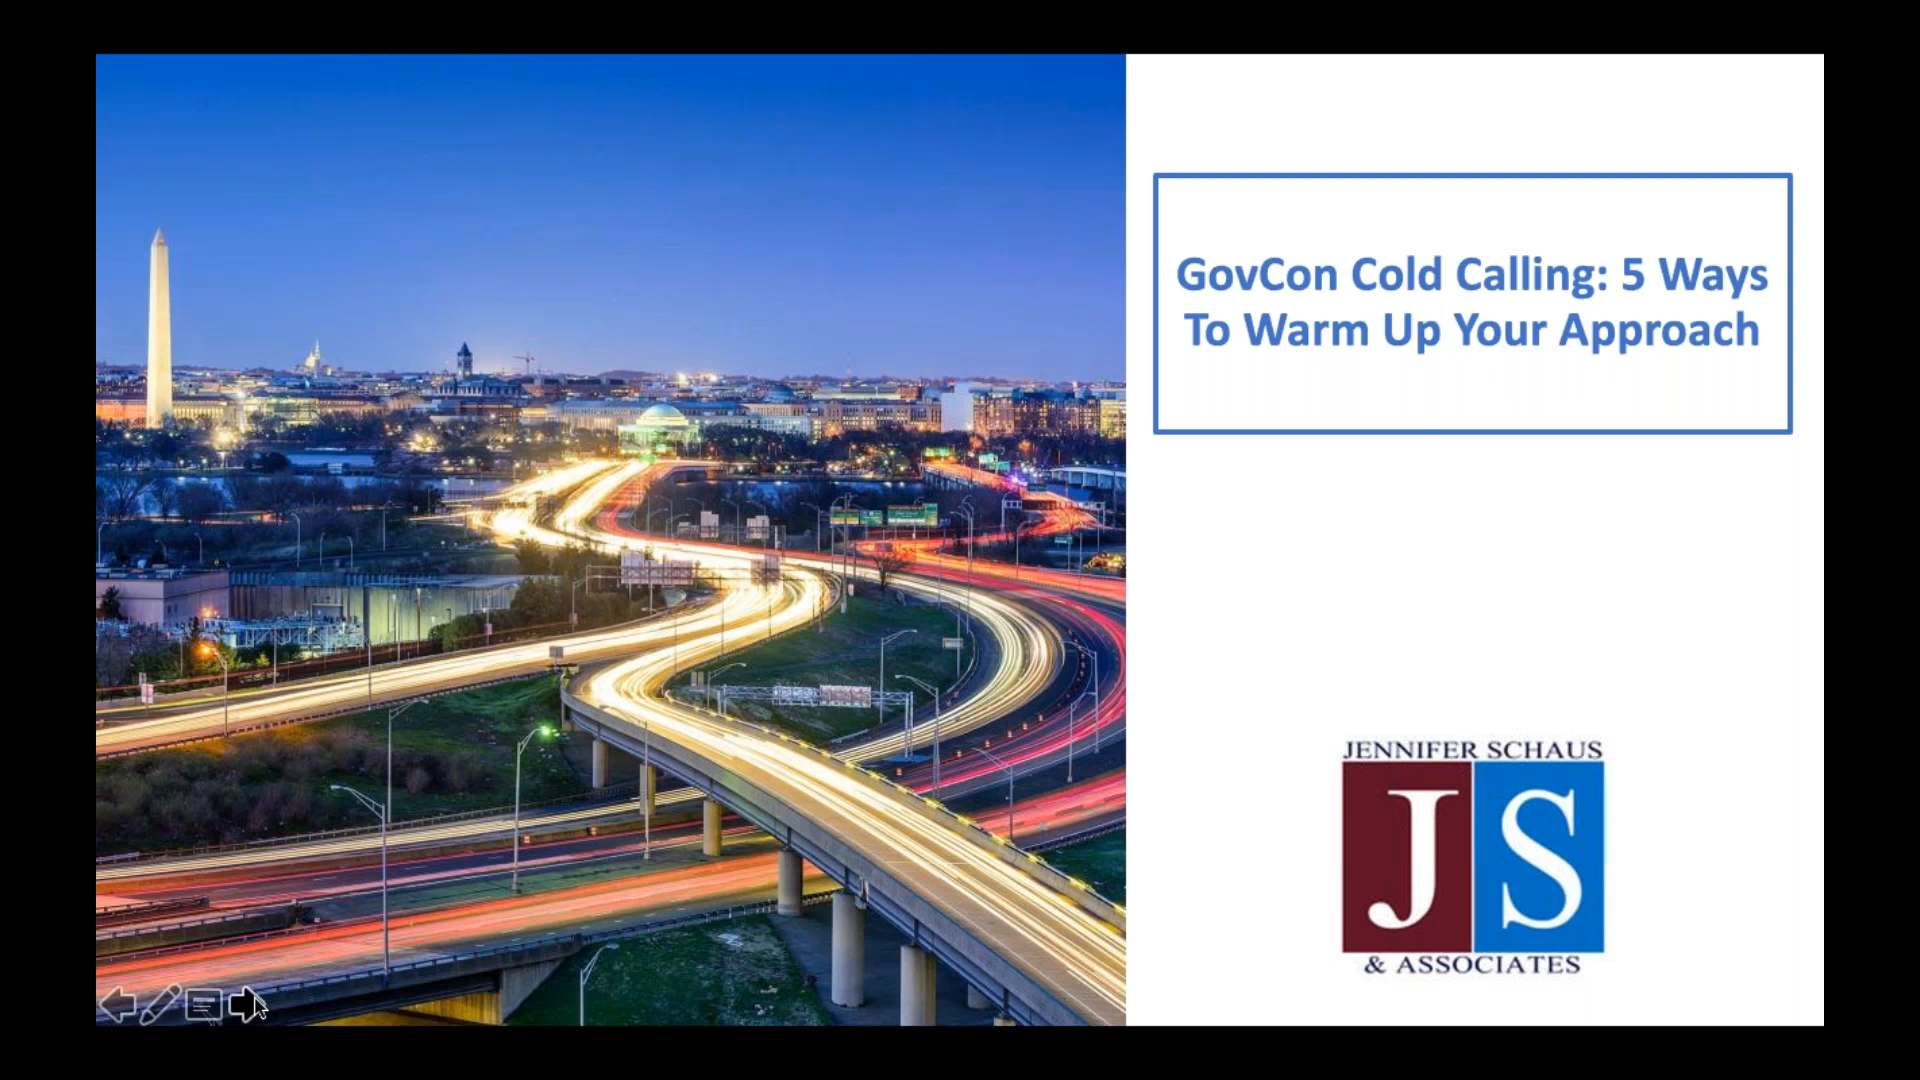 GovCon Cold Calling: 5 Ways
To Warm Up Your Approach
JENNIFER SCHAUS
JS
& ASSOCIATES